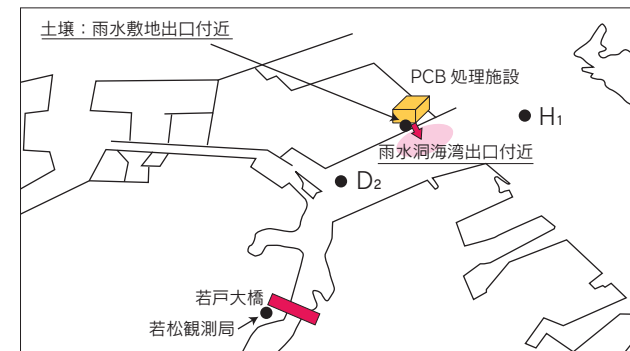 土壌：雨水敷地出口付近
PCB 処理施設
H1
雨水洞海湾出口付近
D2
若戸大橋
若松観測局